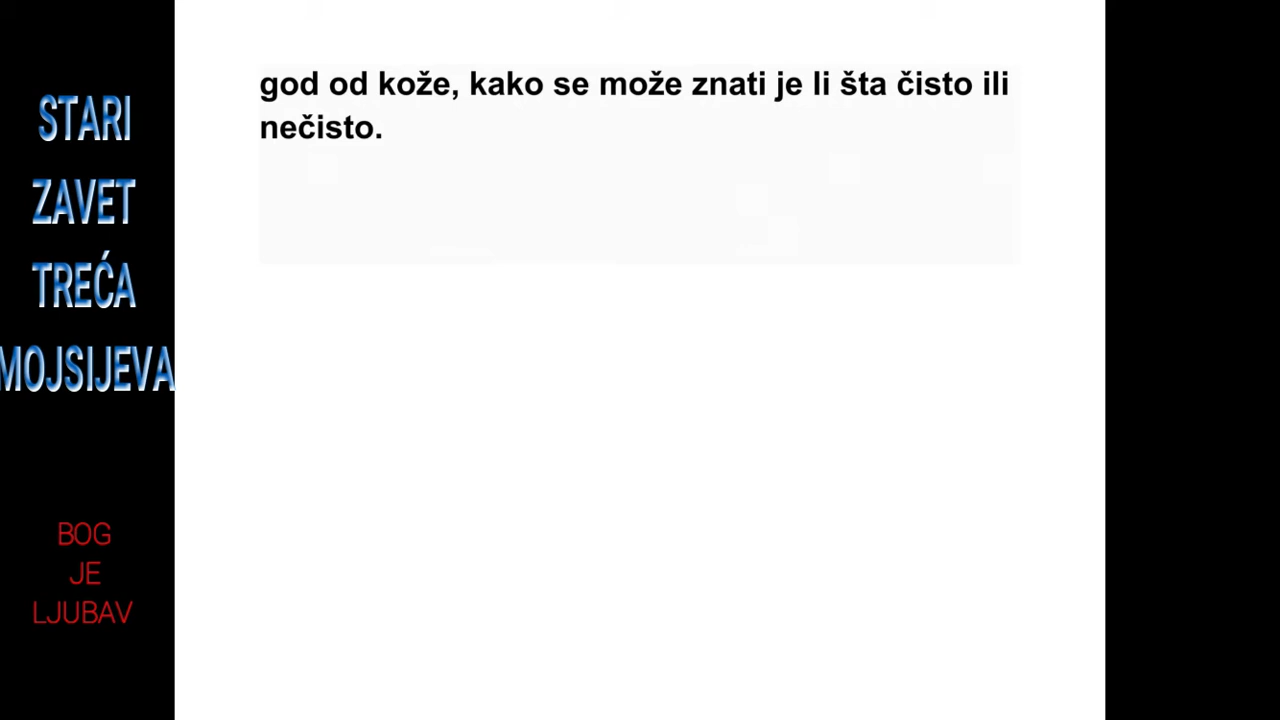 STARI
ZAVET
TREĆA
MOJSIJEVA
BOG
JE
LJUBAV
god od kože, kako se može znati je li šta čisto ili
nečisto.